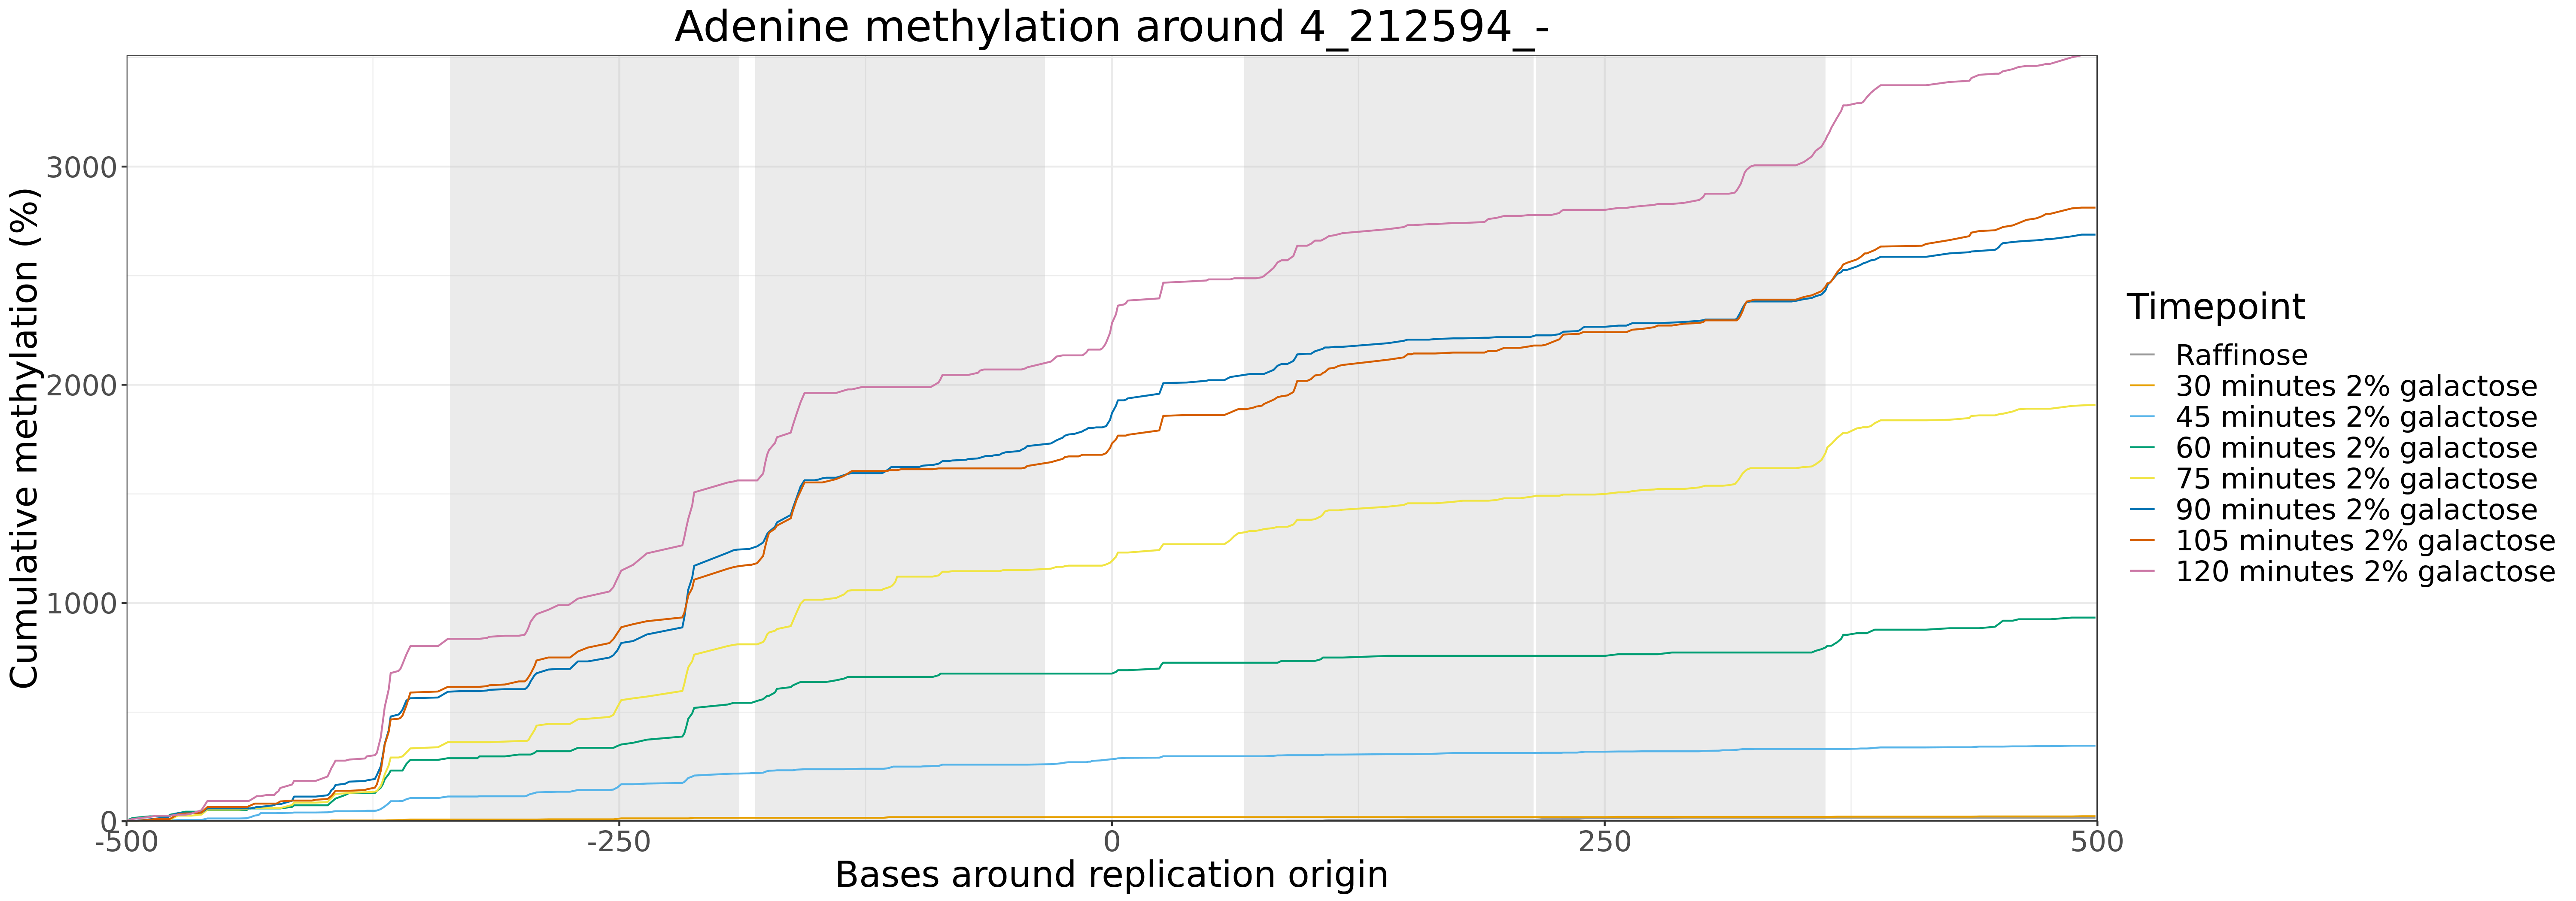 Adenine methylation around 4_212594_-
Cumulative methylation (%)
3000
2000
1000
0
-500
-250
0
250
500
Bases around replication origin
Timepoint
Raffinose
30 minutes 2% galactose
45 minutes 2% galactose
60 minutes 2% galactose
75 minutes 2% galactose
90 minutes 2% galactose
105 minutes 2% galactose
120 minutes 2% galactose